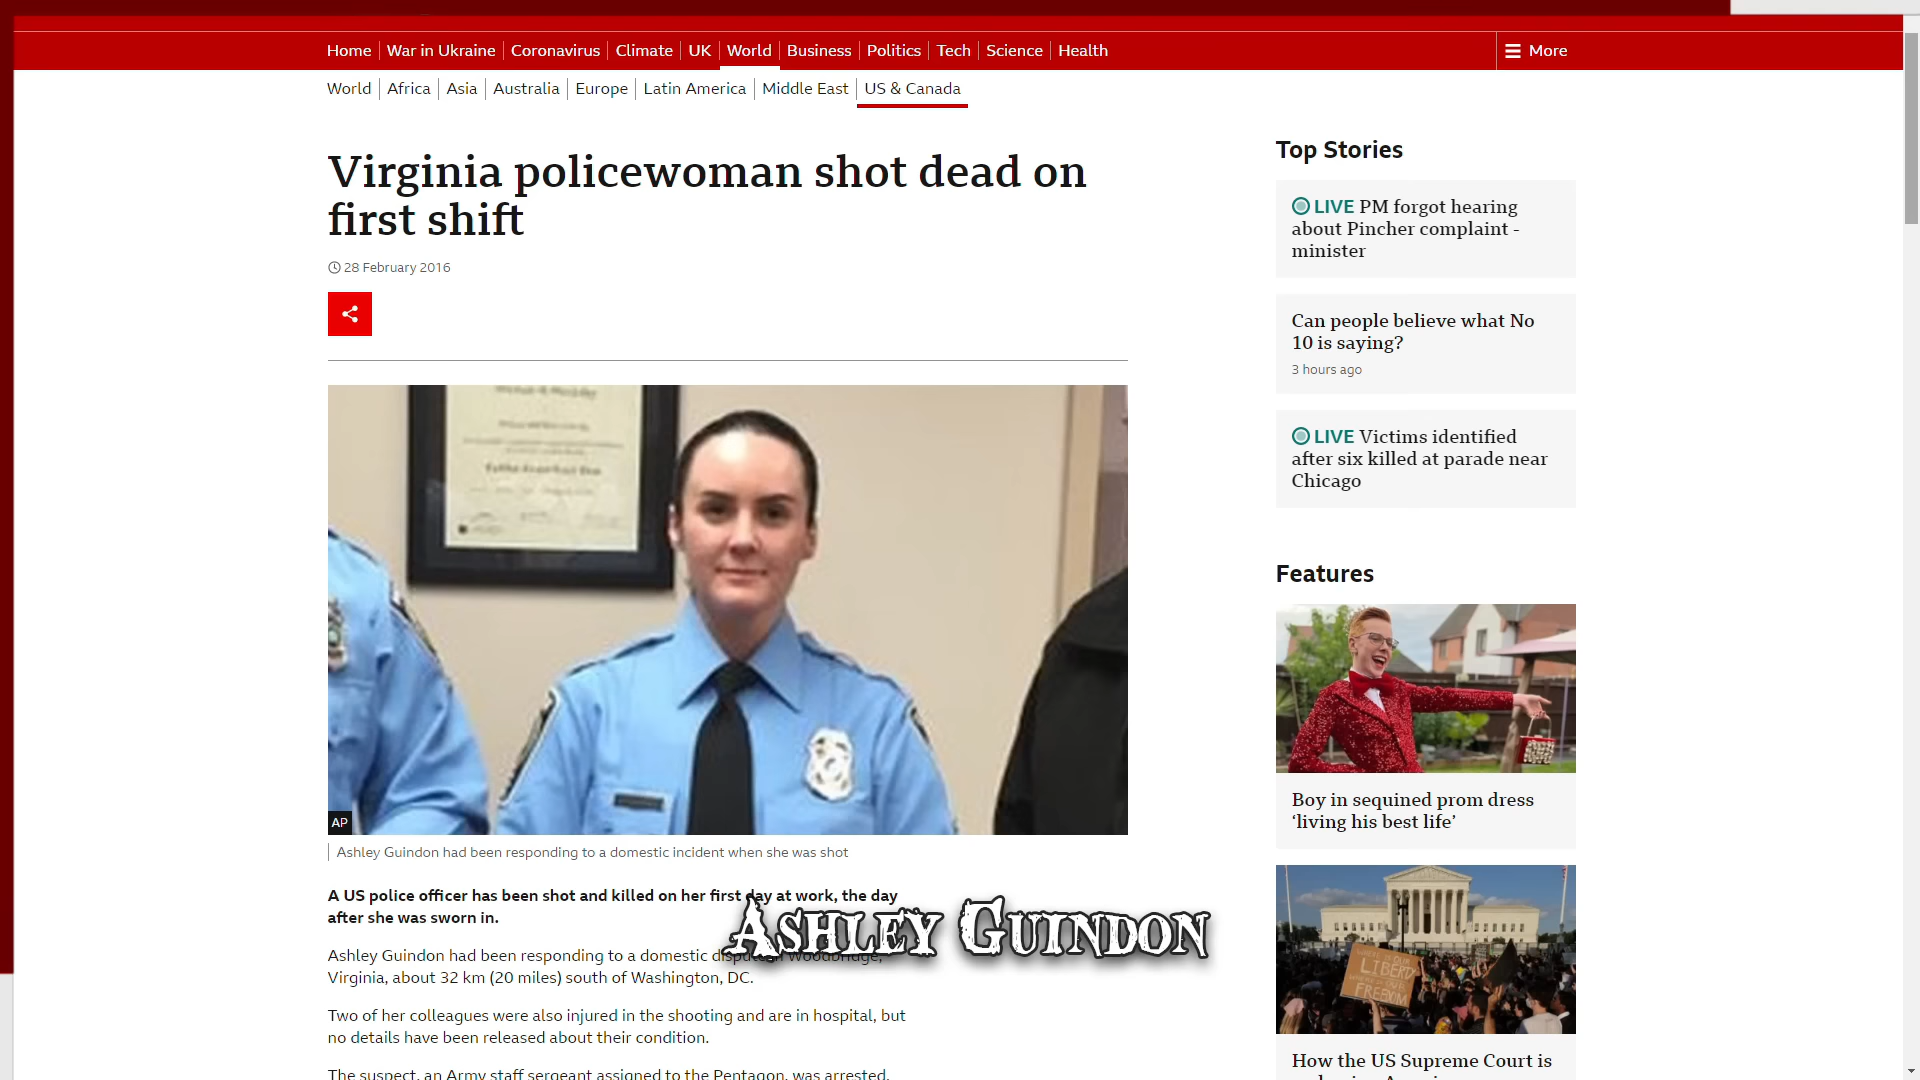 Home War in Ukraine Coronavirus Climate UK World Business Politics Tech Science Health More
World Africa Asia Australia Europe Latin America Middle East US & Canada
Virginia policewoman shot dead on
first shift
28 February 2016
AP
Ashley Guindon had been responding to a domestic incident when she was shot
A US police officer has been shot and killed on her first day at work, the day
after she was sworn in.
Ashley Guindon
Ashley Guindon had been responding to a domestic dispute in Woodbridge,
Virginia, about 32 km (20 miles) south of Washington, DC.
Two of her colleagues were also injured in the shooting and are in hospital, but
no details have been released about their condition.
The suspect, an Army staff sergeant assigned to the Pentagon, was arrested.
Top Stories
LIVE PM forgot hearing
about Pincher complaint -
minister
Can people believe what No
10 is saying?
3 hours ago
LIVE Victims identified
after six killed at parade near
Chicago
Features
Boy in sequined prom dress
‘living his best life’
LIBERTY
FREEDOM
How the US Supreme Court is